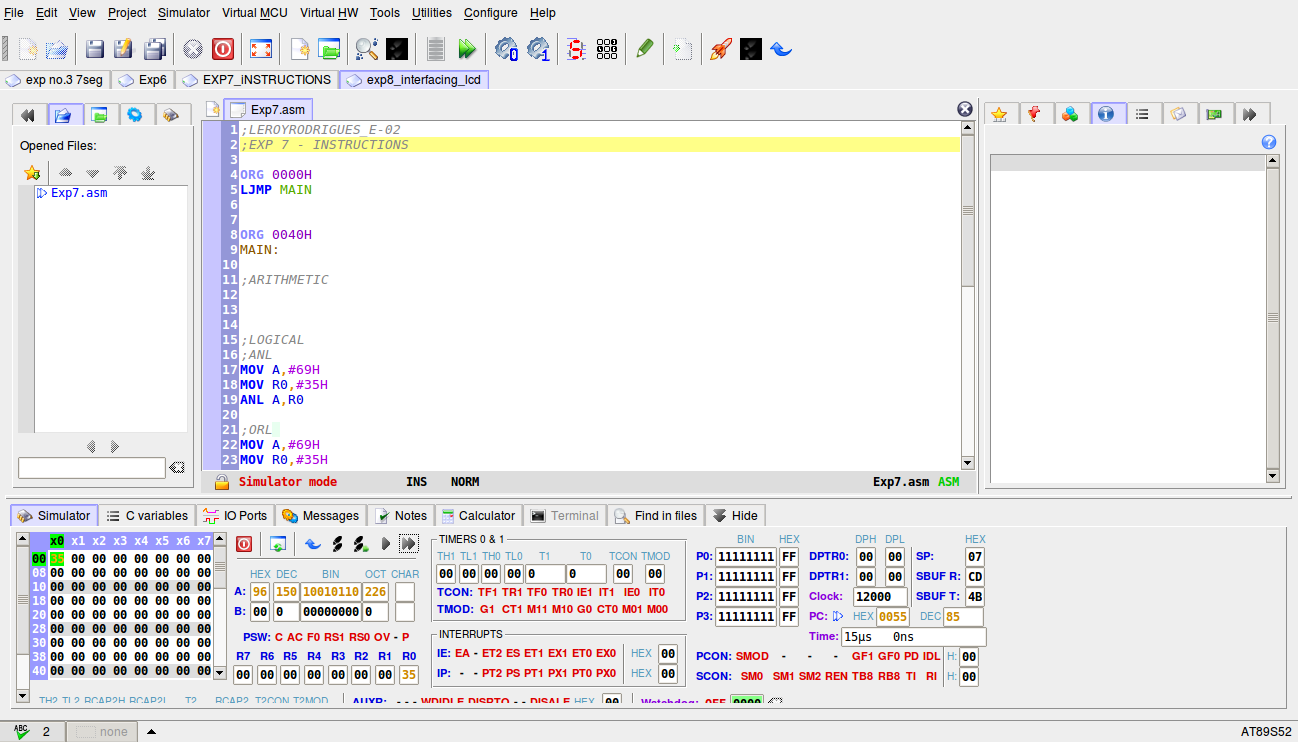 File Edit View Project Simulator Virtual MCU Virtual HW Tools Utilities Configure Help
exp no.3 7seg Exp6 EXP7_iNSTRUCTIONS exp8_interfacing_lcd
Exp7.asm
Opened Files:
Exp7.asm
1 ;LEROYRODRIGUES_E-02
2 ;EXP 7 - INSTRUCTIONS
3
4 ORG 0000H
5 LJMP MAIN
6
7
8 ORG 0040H
9 MAIN:
10
11 ;ARITHMETIC
12
13
14
15 ;LOGICAL
16 ;ANL
17 MOV A,#69H
18 MOV R0,#35H
19 ANL A,R0
20
21 ;ORL
22 MOV A,#69H
23 MOV R0,#35H
Simulator mode INS NORM Exp7.asm ASM
Simulator C variables IO Ports Messages Notes Calculator Terminal Find in files Hide
x0 x1 x2 x3 x4 x5 x6 x7
00 35 00 00 00 00 00 00 00
08 00 00 00 00 00 00 00 00
10 00 00 00 00 00 00 00 00
18 00 00 00 00 00 00 00 00
20 00 00 00 00 00 00 00 00
28 00 00 00 00 00 00 00 00
30 00 00 00 00 00 00 00 00
38 00 00 00 00 00 00 00 00
40 00 00 00 00 00 00 00 00
HEX DEC BIN OCT CHAR
A: 96 150 10010110 226
B: 00 0 00000000 0
PSW: C AC F0 RS1 RS0 OV - P
R7 R6 R5 R4 R3 R2 R1 R0
00 00 00 00 00 00 00 35
TIMERS 0 & 1
TH1 TL1 TH0 TL0 T1 T0 TCON TMOD
00 00 00 00 0 0 00 00
TCON: TF1 TR1 TF0 TR0 IE1 IT1 IE0 IT0
TMOD: G1 CT1 M11 M10 G0 CT0 M01 M00
INTERRUPTS
IE: EA - ET2 ES ET1 EX1 ET0 EX0 HEX 00
IP: - - PT2 PS PT1 PX1 PT0 PX0 HEX 00
BIN HEX DPH DPL HEX
P0: 11111111 FF DPTR0: 00 00 SP: 07
P1: 11111111 FF DPTR1: 00 00 SBUF R: CD
P2: 11111111 FF Clock: 12000 SBUF T: 4B
P3: 11111111 FF PC: HEX 0055 DEC 85
Time: 15µs 0ns
PCON: SMOD - - - GF1 GF0 PD IDL H: 00
SCON: SM0 SM1 SM2 REN TB8 RB8 TI RI H: 00
TH2 TL2 RCAP2H RCAP2L T2 RCAP2 T2CON T2MOD AUXR: - - - WDIDLE DISRTO - - DISALE HEX 00 Watchdog: OFF 0000
2 none AT89S52